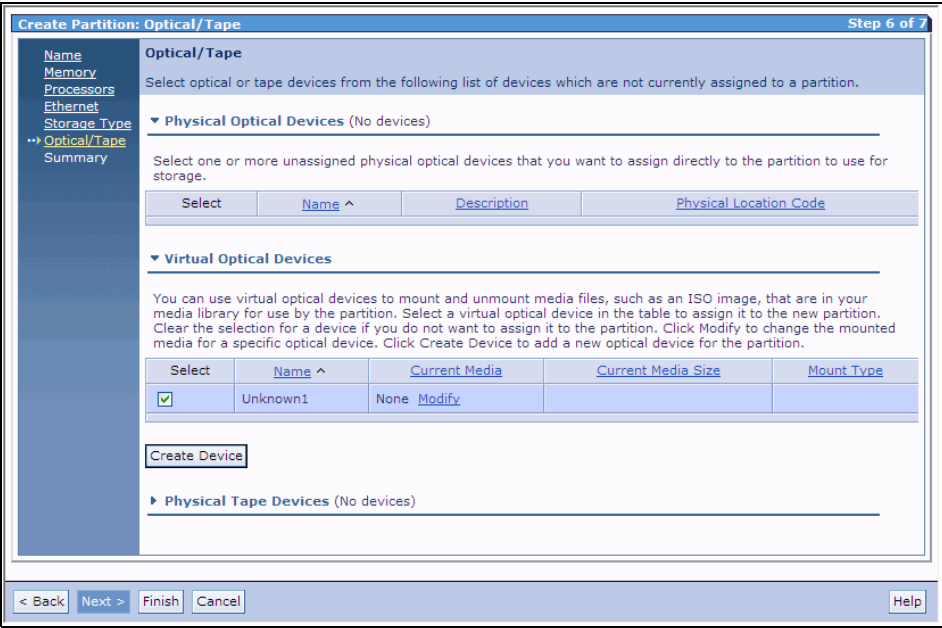 Create Partition: Optical/Tape
Step 6 of 7
Name
Memory
Processors
Ethernet
Storage Type
Optical/Tape
Summary
Optical/Tape
Select optical or tape devices from the following list of devices which are not currently assigned to a partition.
Physical Optical Devices (No devices)
Select one or more unassigned physical optical devices that you want to assign directly to the partition to use for
storage.
Select Name ^ Description Physical Location Code
Virtual Optical Devices
You can use virtual optical devices to mount and unmount media files, such as an ISO image, that are in your
media library for use by the partition. Select a virtual optical device in the table to assign it to the new partition.
Clear the selection for a device if you do not want to assign it to the partition. Click Modify to change the mounted
media for a specific optical device. Click Create Device to add a new optical device for the partition.
Select Name ^ Current Media Current Media Size Mount Type
Unknown1 None Modify
Create Device
Physical Tape Devices (No devices)
< Back Next > Finish Cancel Help